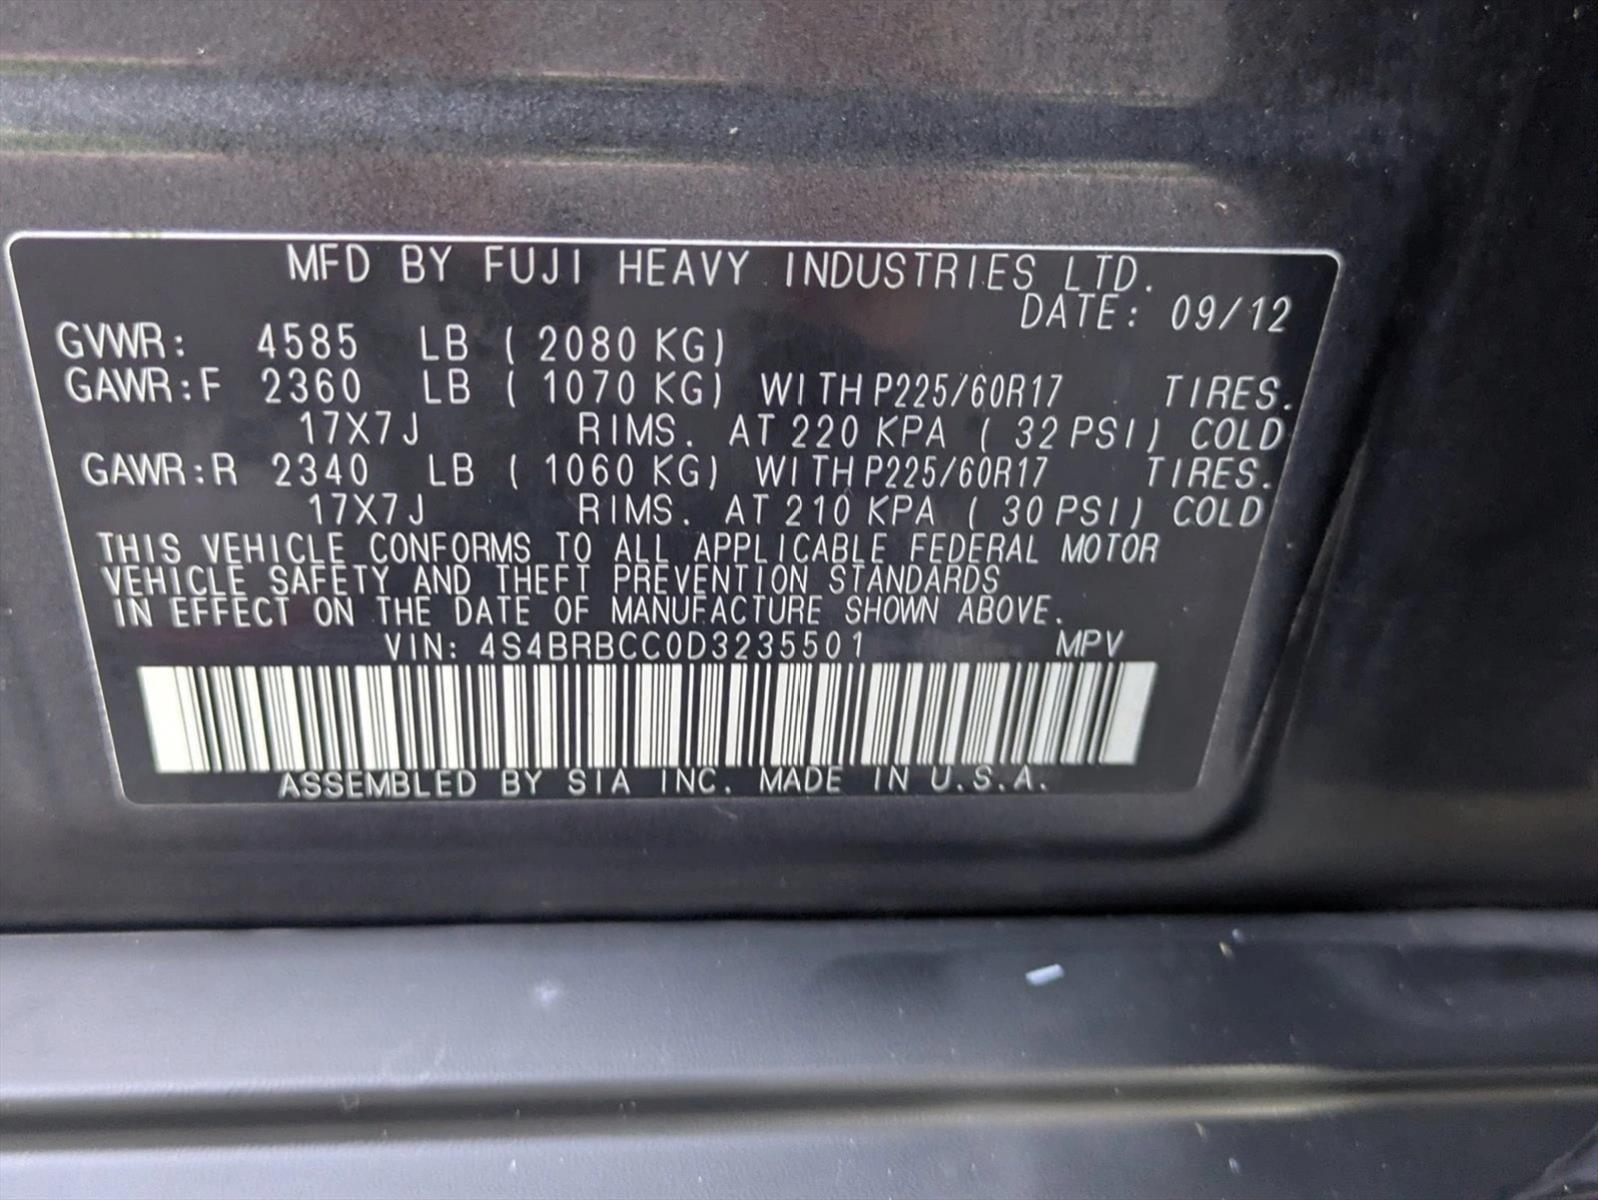 MFD BY FUJI HEAVY INDUSTRIES LTD.
DATE: 09/12
GVWR: 4585 LB ( 2080 KG)
GAWR:F 2360 LB ( 1070 KG) WITH P225/60R17 TIRES.
17X7J RIMS. AT 220 KPA ( 32 PSI) COLD
GAWR:R 2340 LB ( 1060 KG) WITH P225/60R17 TIRES.
17X7J RIMS. AT 210 KPA ( 30 PSI) COLD
THIS VEHICLE CONFORMS TO ALL APPLICABLE FEDERAL MOTOR
VEHICLE SAFETY AND THEFT PREVENTION STANDARDS
IN EFFECT ON THE DATE OF MANUFACTURE SHOWN ABOVE.
VIN: 4S4BRBCC0D3235501 MPV
ASSEMBLED BY SIA INC. MADE IN U.S.A.